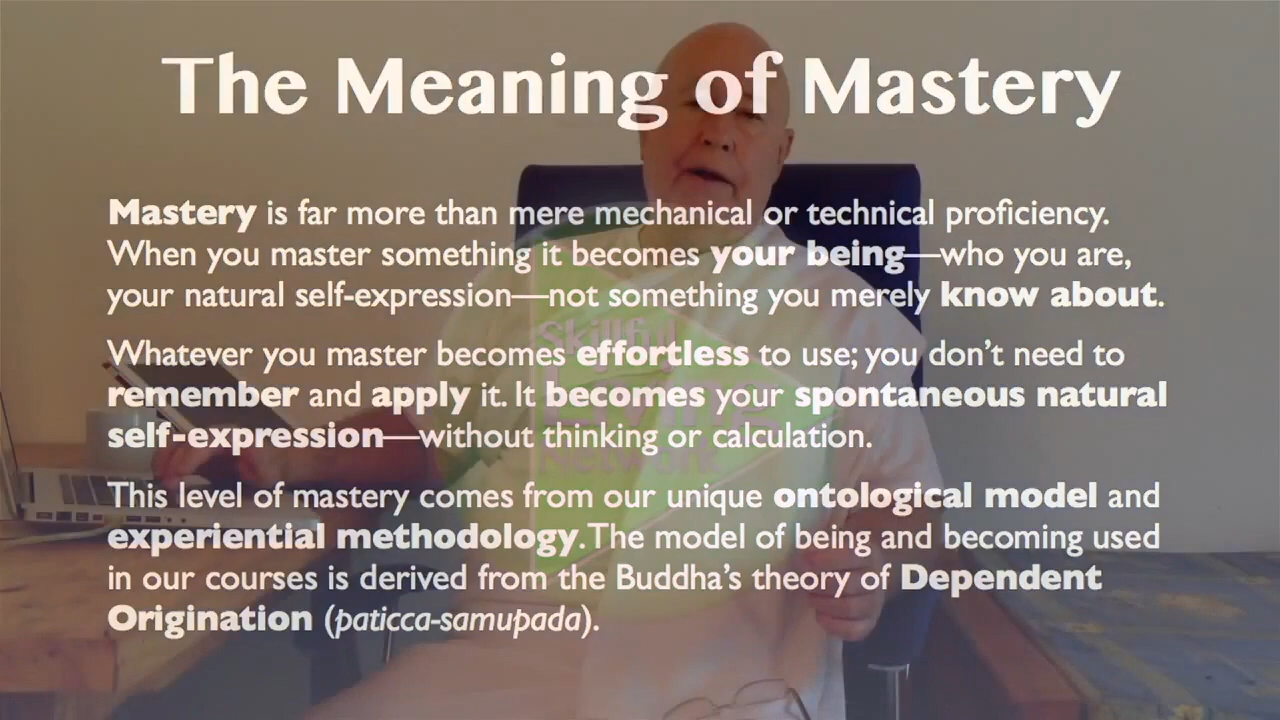 The Meaning of Mastery
Mastery is far more than mere mechanical or technical proficiency.
When you master something it becomes your being—who you are,
your natural self-expression—not something you merely know about.
Whatever you master becomes effortless to use; you don't need to
remember and apply it. It becomes your spontaneous natural
self-expression—without thinking or calculation.
This level of mastery comes from our unique ontological model and
experiential methodology. The model of being and becoming used
in our courses is derived from the Buddha's theory of Dependent
Origination (paticca-samupada).
Skillful
Living
Network